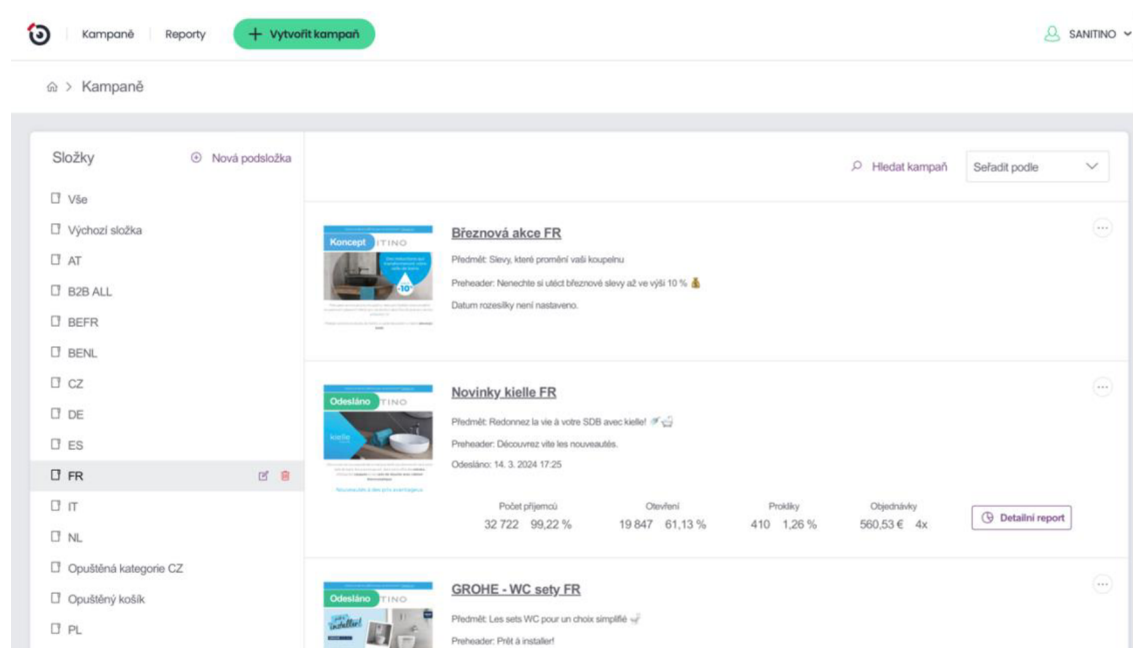 Kampaně Reporty + Vytvořit kampaň SANITINO
Kampaně
Složky Nová podsložka
Hledat kampaň Seřadit podle
Vše
Výchozí složka
AT
B2B ALL
BEFR
BENL
CZ
DE
ES
FR
IT
NL
Opuštěná kategorie CZ
Opuštěný košík
PL
Koncept ITINO
-10
Březnová akce FR
Předmět: Slevy, které promění vaši koupelnu
Preheader: Nenechte si utéct březnové slevy až ve výši 10 % 💰
Datum rozesílky není nastaveno.
Odesláno TINO
kielle
Novinky kielle FR
Předmět: Redonnez la vie à votre SDB avec kielle! 🚿🛁
Preheader: Découvrez vite les nouveautés.
Odesláno: 14. 3. 2024 17:25
Počet příjemců Otevření Prokliky Objednávky
32 722 99,22 % 19 847 61,13 % 410 1,26 % 560,53 € 4x
Detailní report
Odesláno TINO
installer!
GROHE - WC sety FR
Předmět: Les sets WC pour un choix simplifié 🚽
Preheader: Prêt à installer!